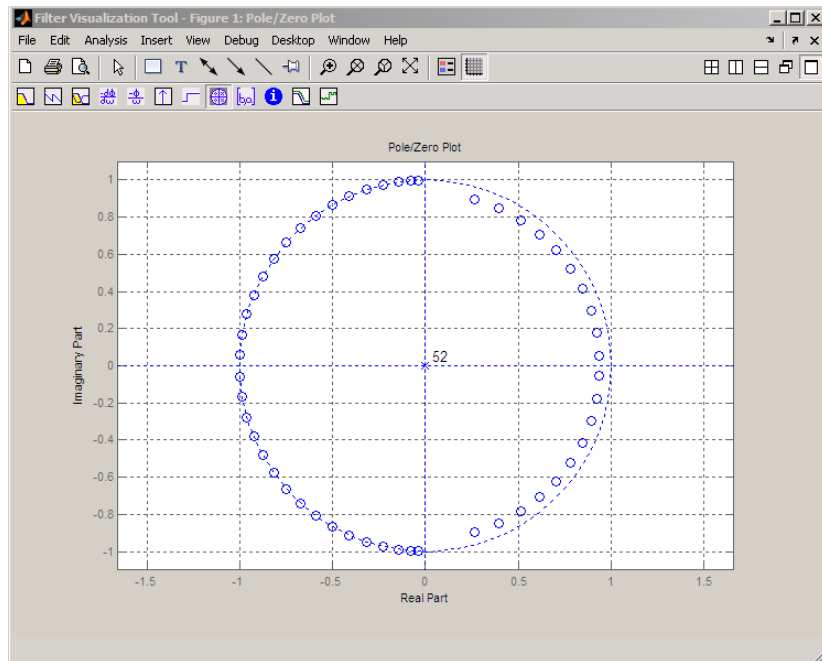 Filter Visualization Tool - Figure 1: Pole/Zero Plot
File Edit Analysis Insert View Debug Desktop Window Help
Pole/Zero Plot
1
0.8
0.6
0.4
0.2
0
-0.2
-0.4
-0.6
-0.8
-1
Imaginary Part
52
-1.5 -1 -0.5 0 0.5 1 1.5
Real Part